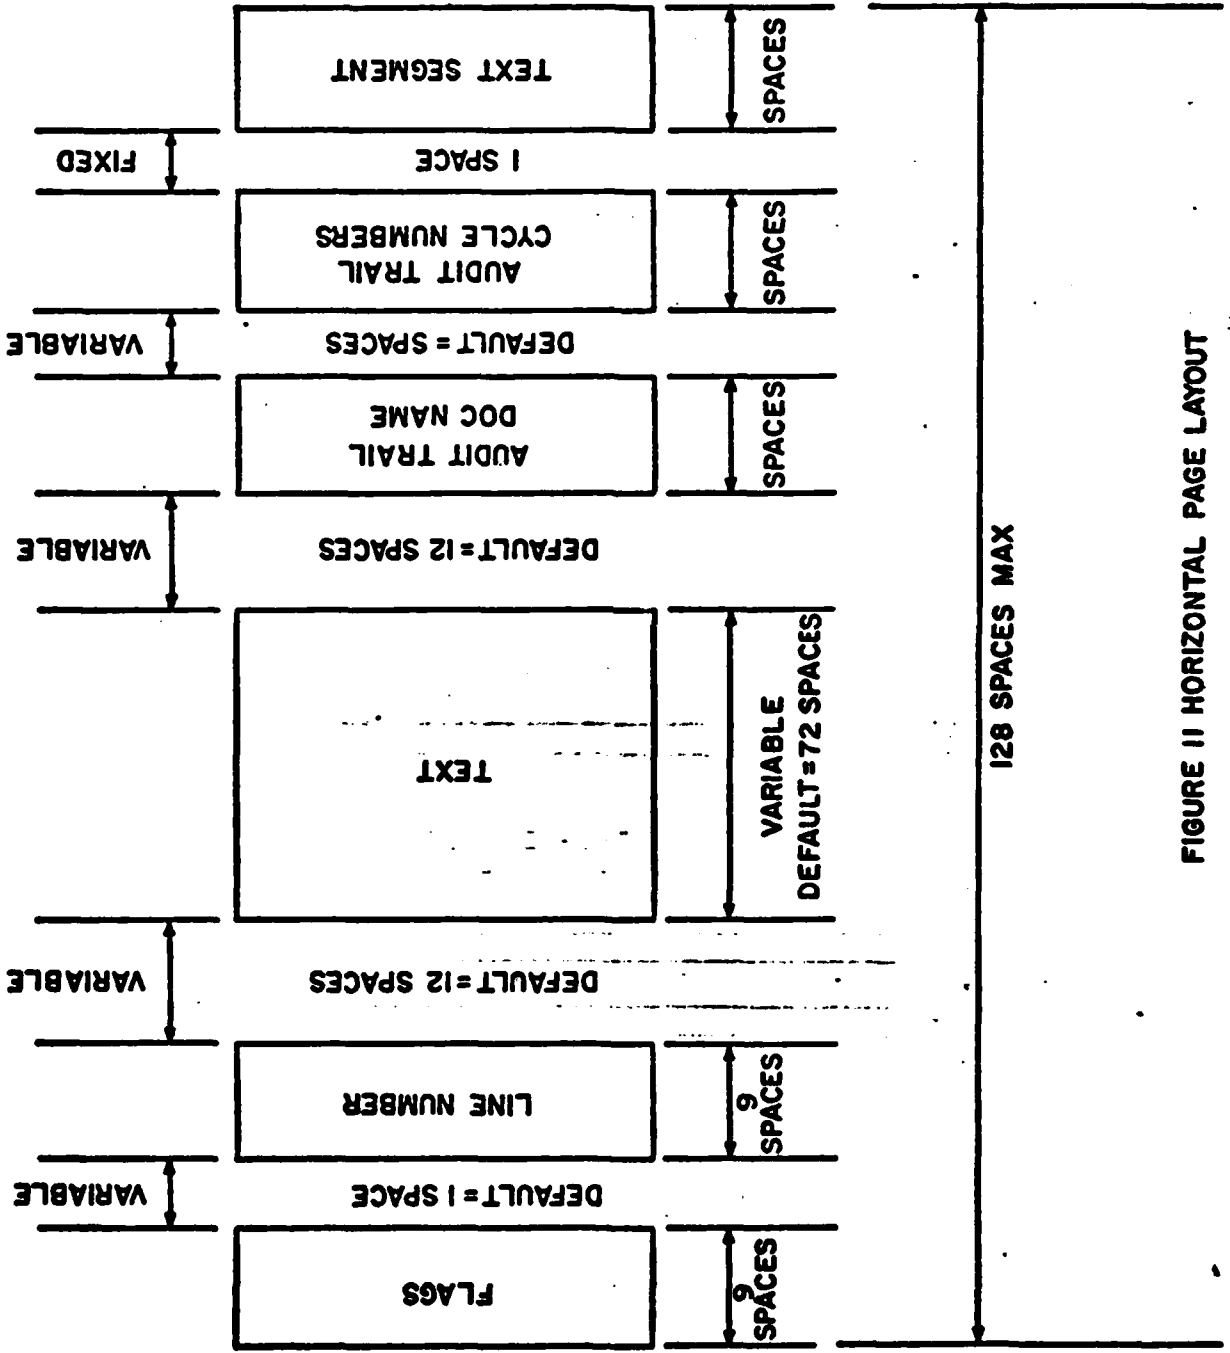 VARIABLE
VARIABLE
VARIABLE
VARIABLE
FIXED
FLAGS
DEFAULT = 1 SPACE
LINE NUMBER
DEFAULT = 12 SPACES
TEXT
DEFAULT = 12 SPACES
AUDIT TRAIL
DOC NAME
DEFAULT = SPACES
AUDIT TRAIL
CYCLE NUMBERS
1 SPACE
TEXT SEGMENT
9
SPACES
9
SPACES
VARIABLE
DEFAULT = 72 SPACES
SPACES
SPACES
SPACES
128 SPACES MAX
FIGURE 11 HORIZONTAL PAGE LAYOUT